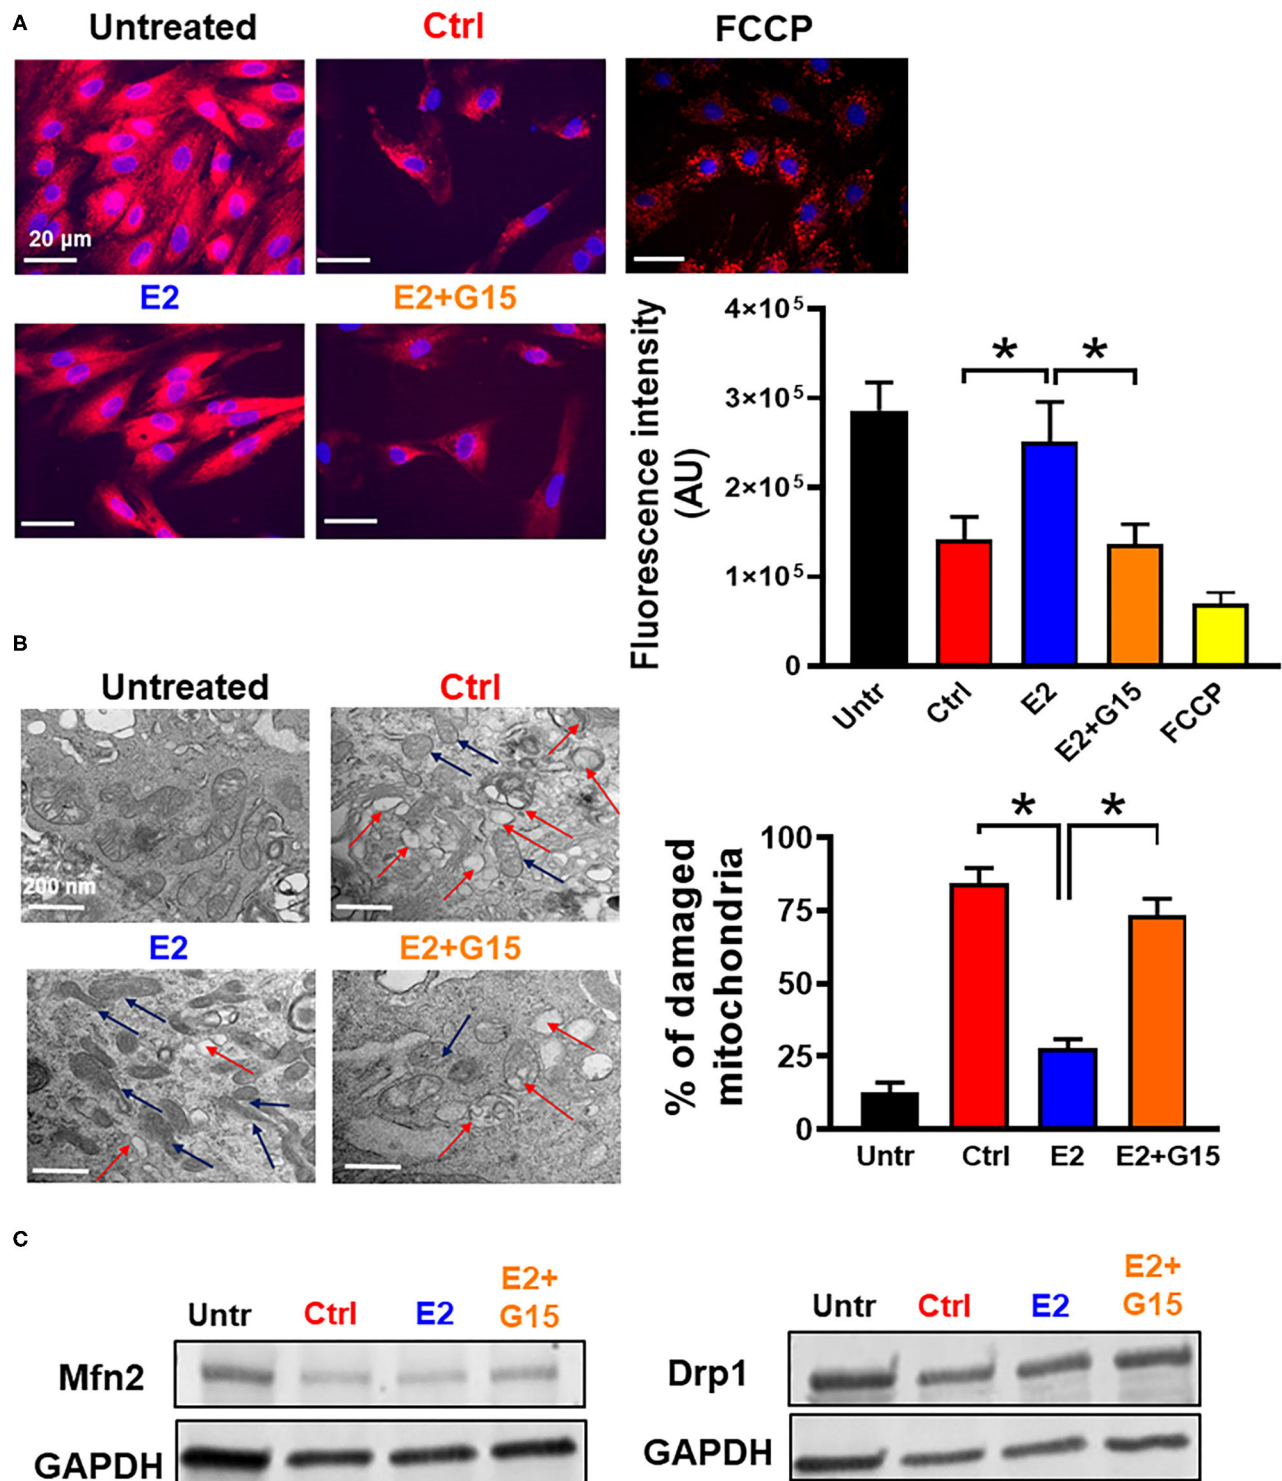 A
Untreated
Ctrl
FCCP
20 µm
E2
E2+G15
Fluorescence intensity
(AU)
4×10⁵
3×10⁵
2×10⁵
1×10⁵
0
*
*
Untr
Ctrl
E2
E2+G15
FCCP
B
Untreated
Ctrl
200 nm
E2
E2+G15
% of damaged
mitochondria
100
75
50
25
0
*
*
Untr
Ctrl
E2
E2+G15
C
Untr
Ctrl
E2
E2+
G15
Mfn2
GAPDH
Untr
Ctrl
E2
E2+
G15
Drp1
GAPDH